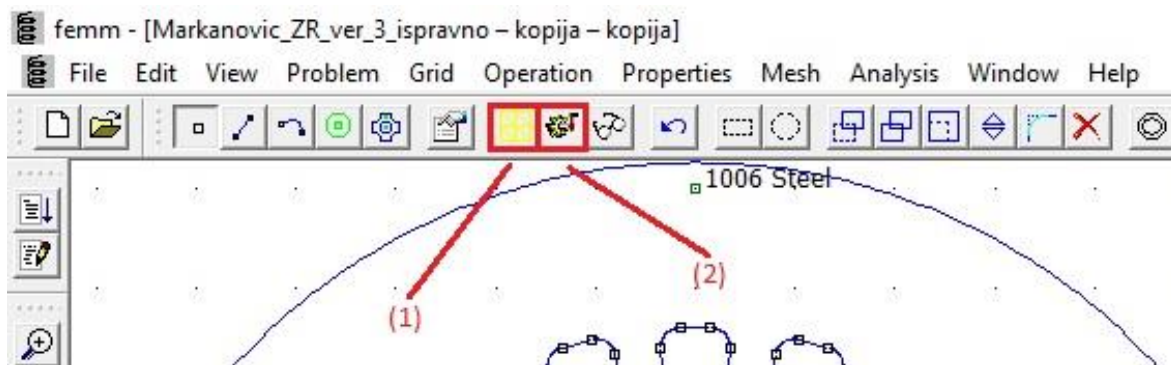 femm - [Markanovic_ZR_ver_3_ispravno – kopija – kopija]
File Edit View Problem Grid Operation Properties Mesh Analysis Window Help
1006 Steel
(2)
(1)